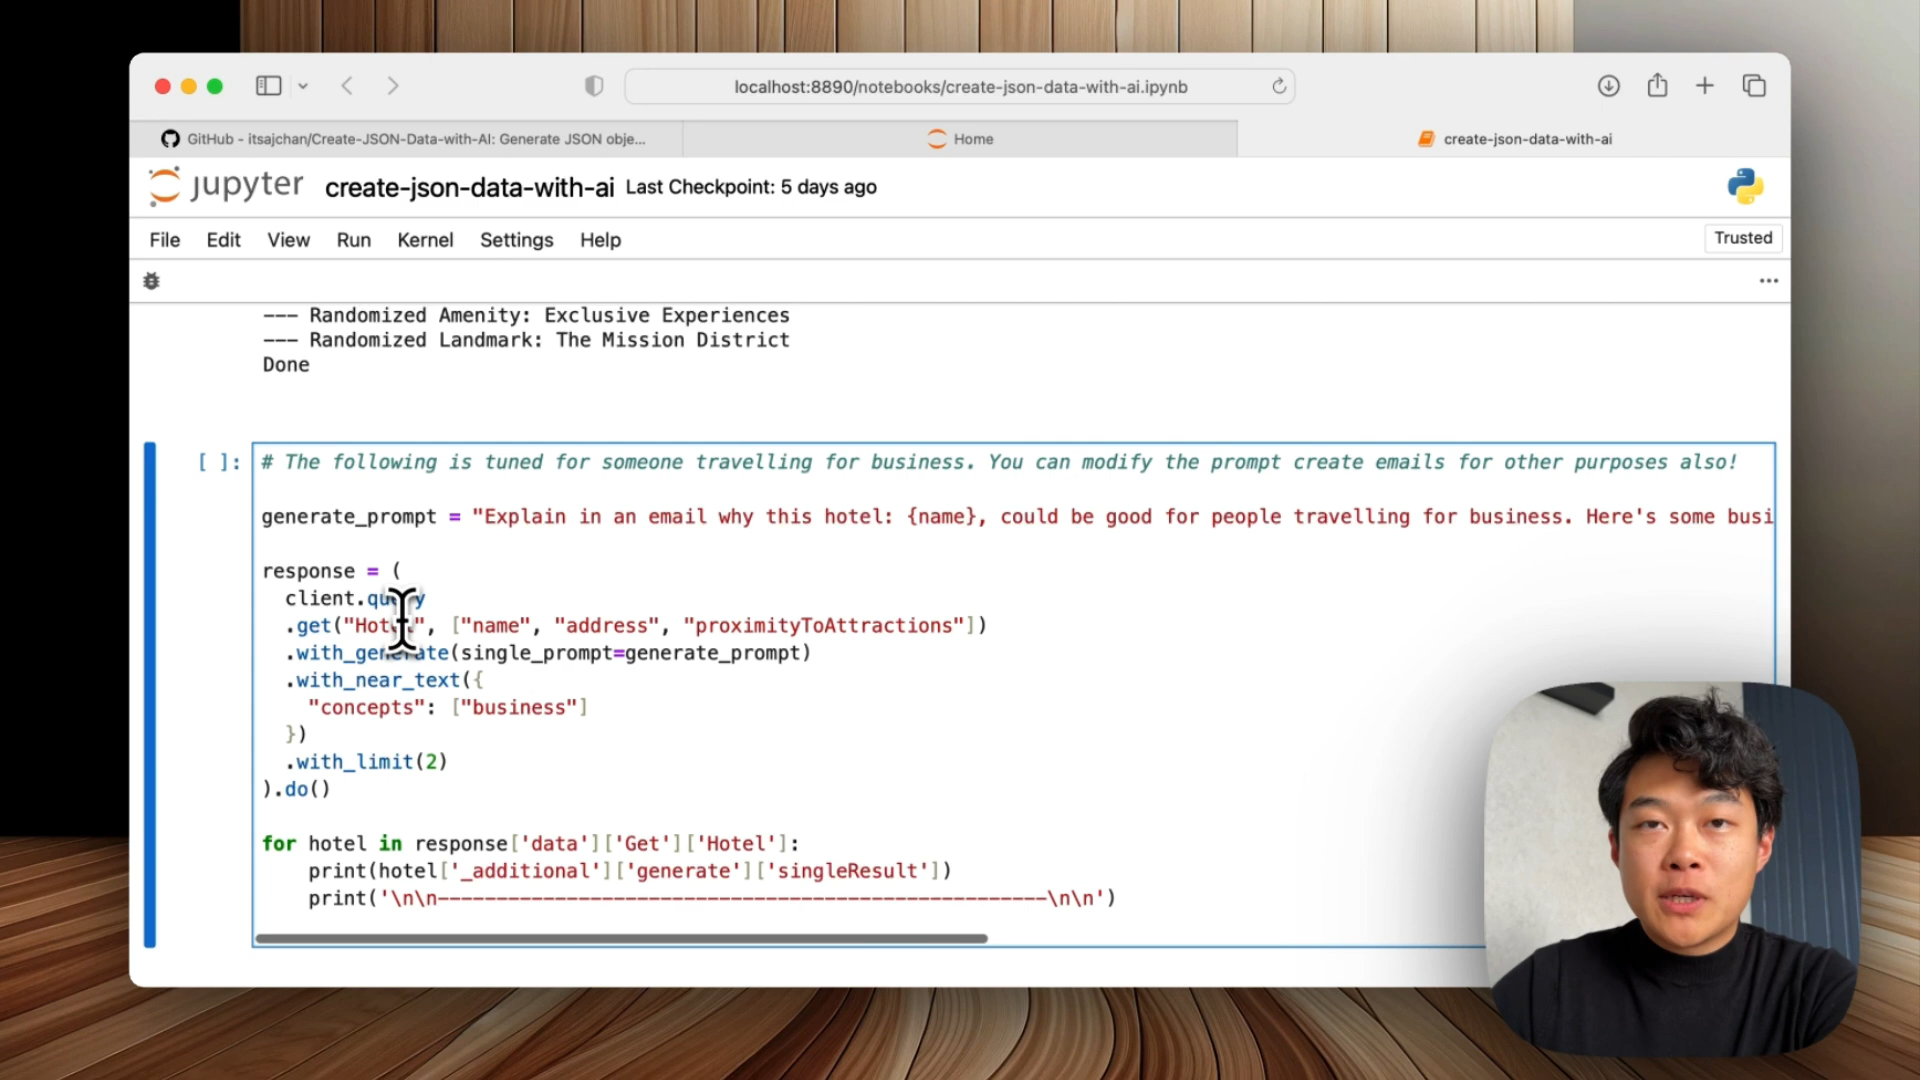 localhost:8890/notebooks/create-json-data-with-ai.ipynb
GitHub - itsajchan/Create-JSON-Data-with-AI: Generate JSON obje...
Home
create-json-data-with-ai
jupyter
create-json-data-with-ai
Last Checkpoint: 5 days ago
File Edit View Run Kernel Settings Help
Trusted
--- Randomized Amenity: Exclusive Experiences
--- Randomized Landmark: The Mission District
Done
[ ]:
# The following is tuned for someone travelling for business. You can modify the prompt create emails for other purposes also!
generate_prompt = "Explain in an email why this hotel: {name}, could be good for people travelling for business. Here's some busi
response = (
client.query
.get("Hotel", ["name", "address", "proximityToAttractions"])
.with_generate(single_prompt=generate_prompt)
.with_near_text({
"concepts": ["business"]
})
.with_limit(2)
).do()
for hotel in response['data']['Get']['Hotel']:
print(hotel['_additional']['generate']['singleResult'])
print('\n\n----------------------------------------------------\n\n')